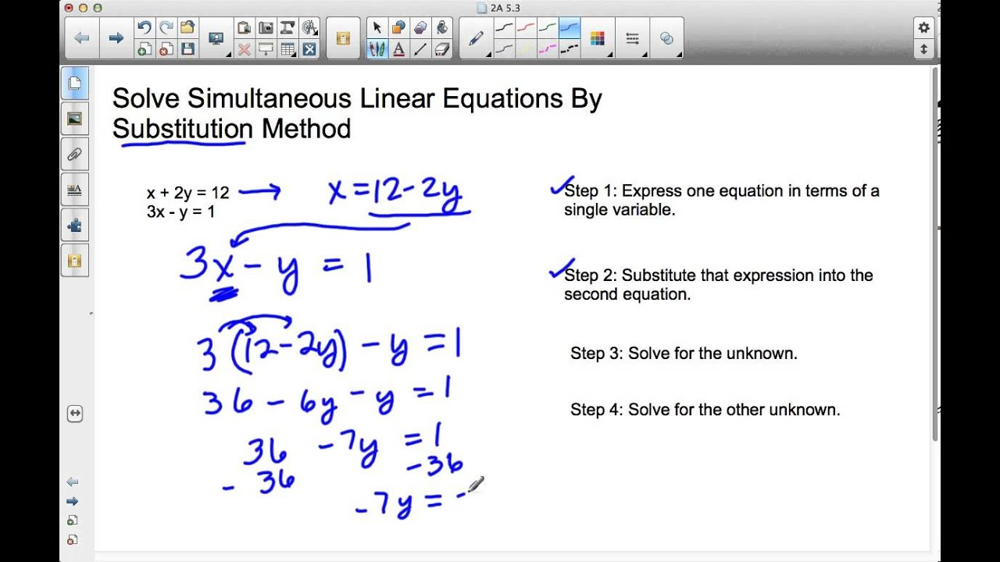 2A 5.3
Solve Simultaneous Linear Equations By
Substitution Method
x + 2y = 12
3x - y = 1
x = 12 - 2y
3x - y = 1
3 (12 - 2y) - y = 1
36 - 6y - y = 1
36 - 7y = 1
- 36 - 36
- 7y = -
Step 1: Express one equation in terms of a
single variable.
Step 2: Substitute that expression into the
second equation.
Step 3: Solve for the unknown.
Step 4: Solve for the other unknown.